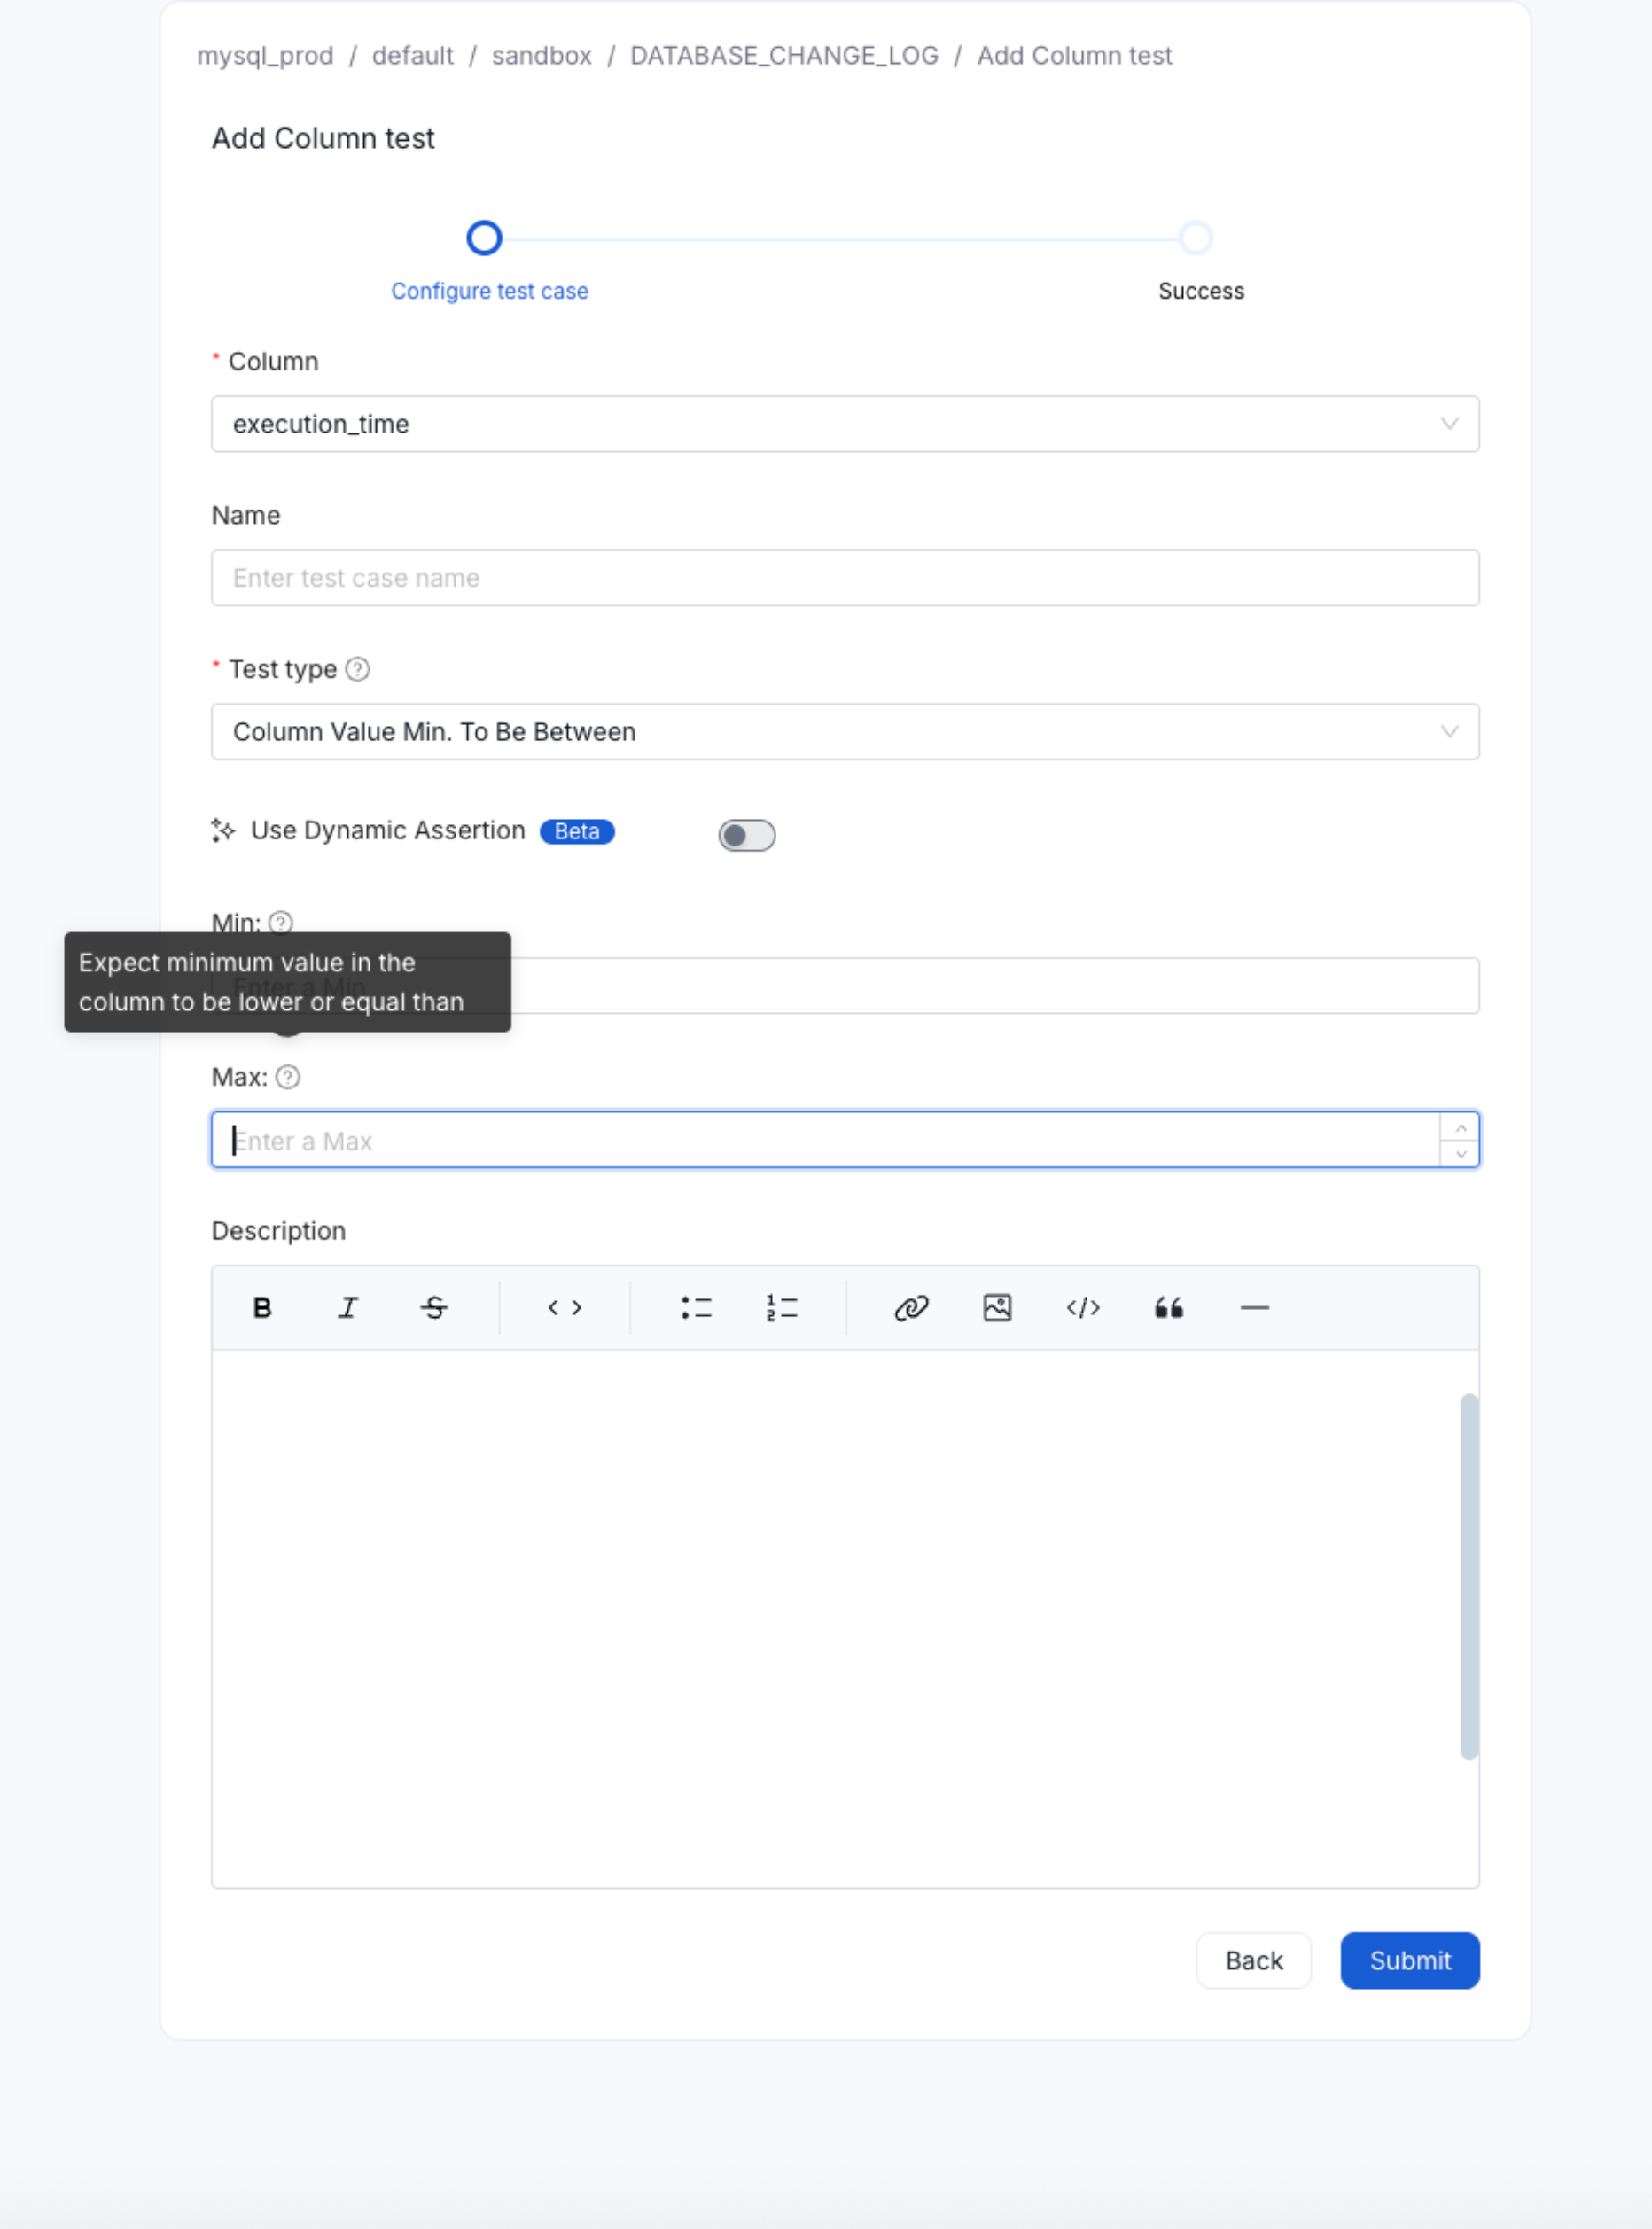 mysql_prod / default / sandbox / DATABASE_CHANGE_LOG / Add Column test
Add Column test
Configure test case
Success
* Column
execution_time
Name
Enter test case name
* Test type
Column Value Min. To Be Between
Use Dynamic Assertion Beta
Min:
Expect minimum value in the
column to be lower or equal than
Enter a Min
Max:
Enter a Max
Description
Back
Submit